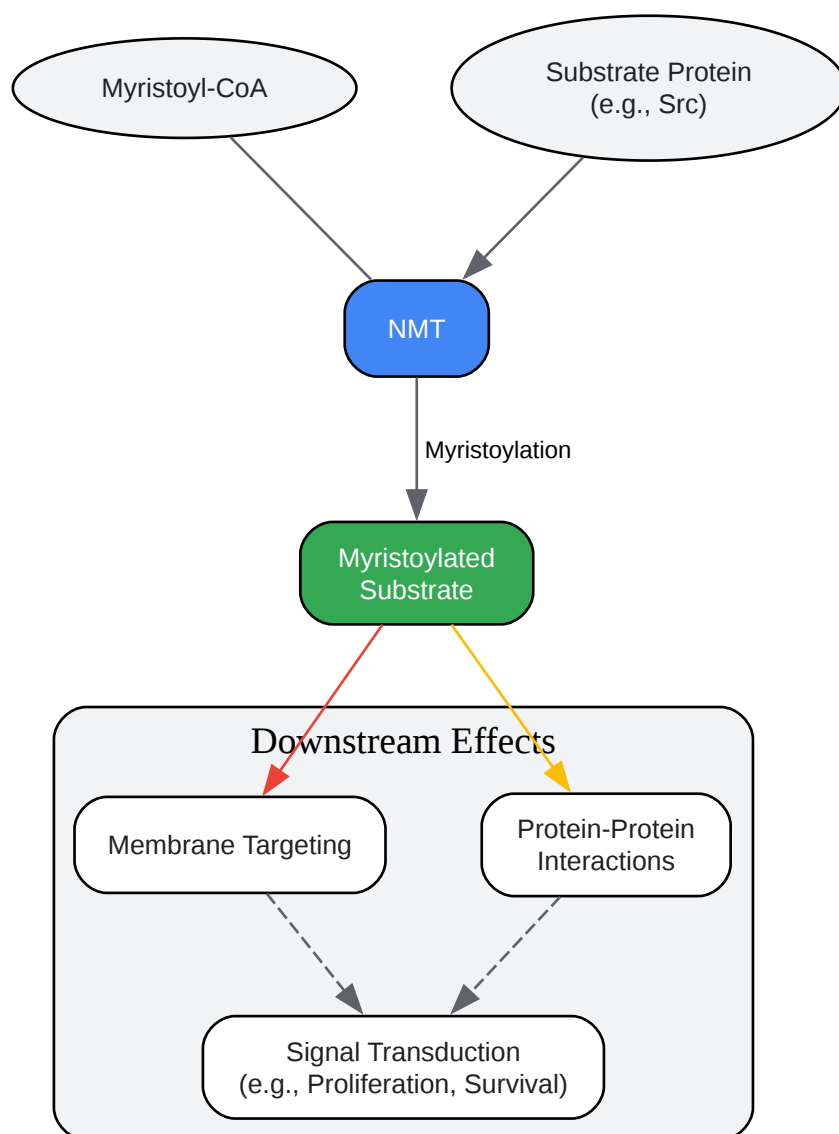 Myristoyl-CoA
Substrate Protein
(e.g., Src)
NMT
Myristoylation
Myristoylated
Substrate
Downstream Effects
Membrane Targeting
Protein-Protein
Interactions
Signal Transduction
(e.g., Proliferation, Survival)